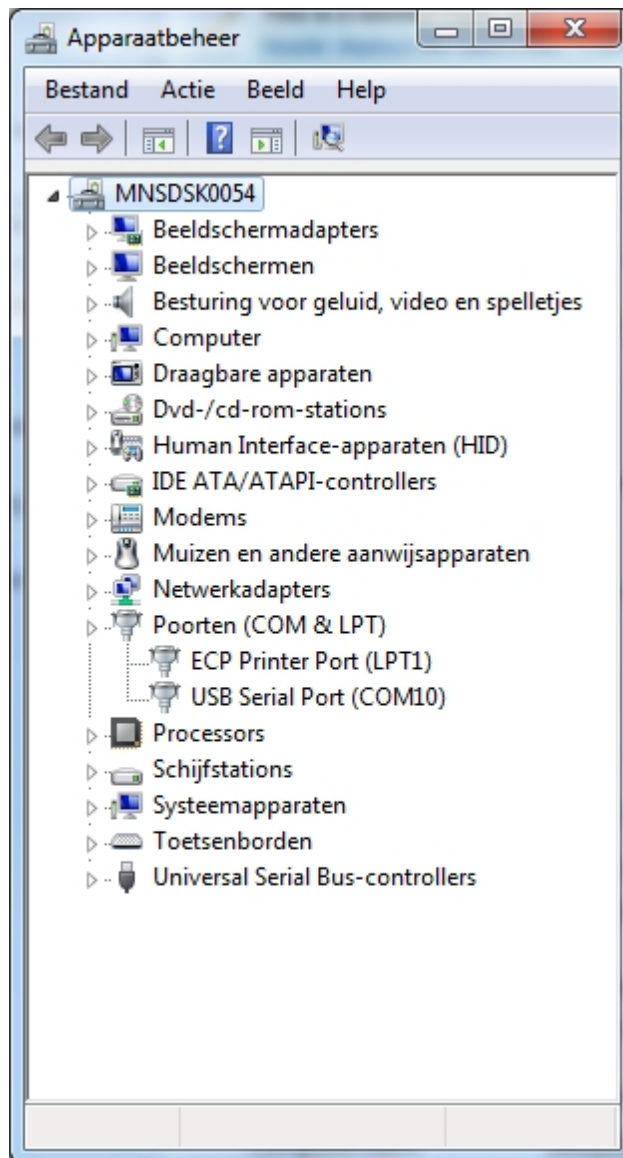 Apparaatbeheer
Bestand Actie Beeld Help
MNSDSK0054
Beeldschermadapters
Beeldschermen
Besturing voor geluid, video en spelletjes
Computer
Draagbare apparaten
Dvd-/cd-rom-stations
Human Interface-apparaten (HID)
IDE ATA/ATAPI-controllers
Modems
Muizen en andere aanwijsapparaten
Netwerkadapters
Poorten (COM & LPT)
ECP Printer Port (LPT1)
USB Serial Port (COM10)
Processors
Schijfstations
Systeemapparaten
Toetsenborden
Universal Serial Bus-controllers